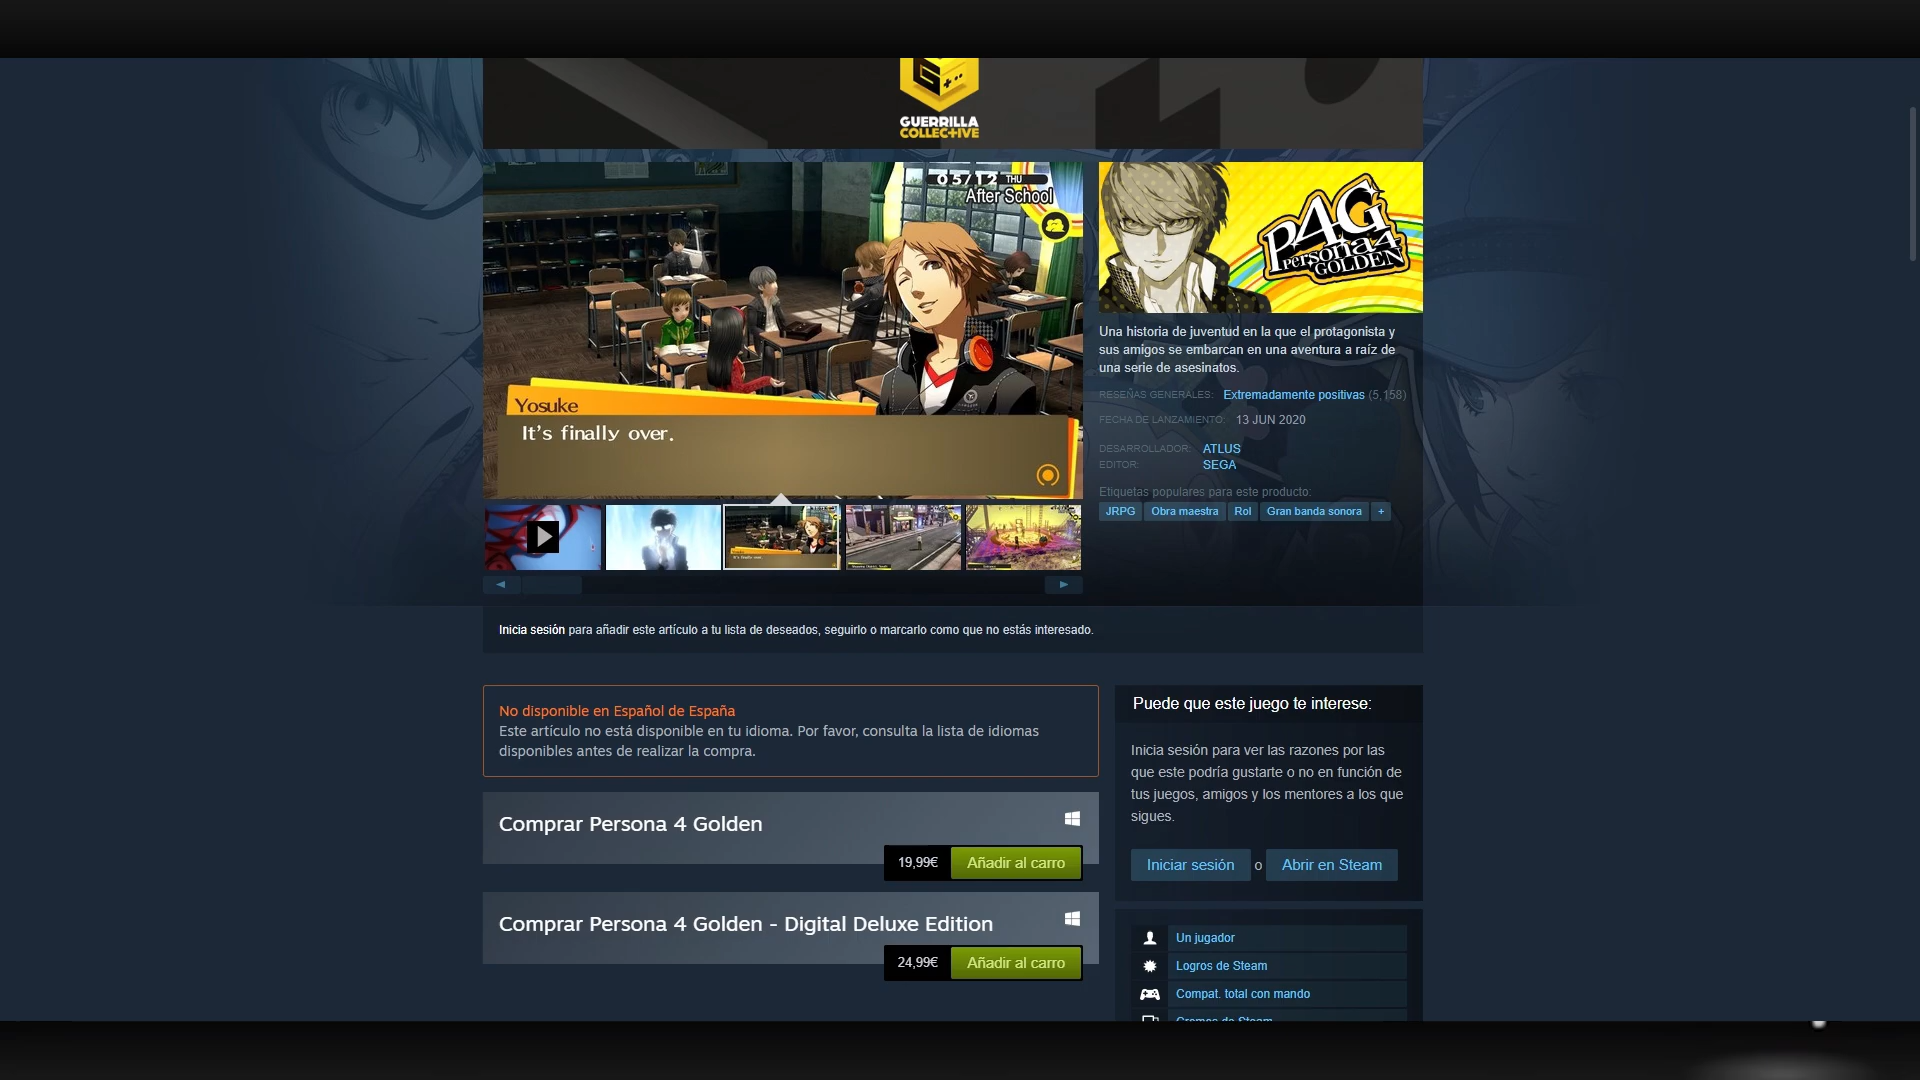 GUERRILLA
COLLEC+IVE
05/12 THU
After School
Yosuke
It's finally over.
P4G
Persona4
GOLDEN
Una historia de juventud en la que el protagonista y
sus amigos se embarcan en una aventura a raíz de
una serie de asesinatos.
RESEÑAS GENERALES: Extremadamente positivas (5,158)
FECHA DE LANZAMIENTO: 13 JUN 2020
DESARROLLADOR: ATLUS
EDITOR: SEGA
Etiquetas populares para este producto:
JRPG Obra maestra Rol Gran banda sonora +
Inicia sesión para añadir este artículo a tu lista de deseados, seguirlo o marcarlo como que no estás interesado.
No disponible en Español de España
Este artículo no está disponible en tu idioma. Por favor, consulta la lista de idiomas
disponibles antes de realizar la compra.
Comprar Persona 4 Golden
19,99€ Añadir al carro
Comprar Persona 4 Golden - Digital Deluxe Edition
24,99€ Añadir al carro
Puede que este juego te interese:
Inicia sesión para ver las razones por las
que este podría gustarte o no en función de
tus juegos, amigos y los mentores a los que
sigues.
Iniciar sesión o Abrir en Steam
Un jugador
Logros de Steam
Compat. total con mando
Cromos de Steam